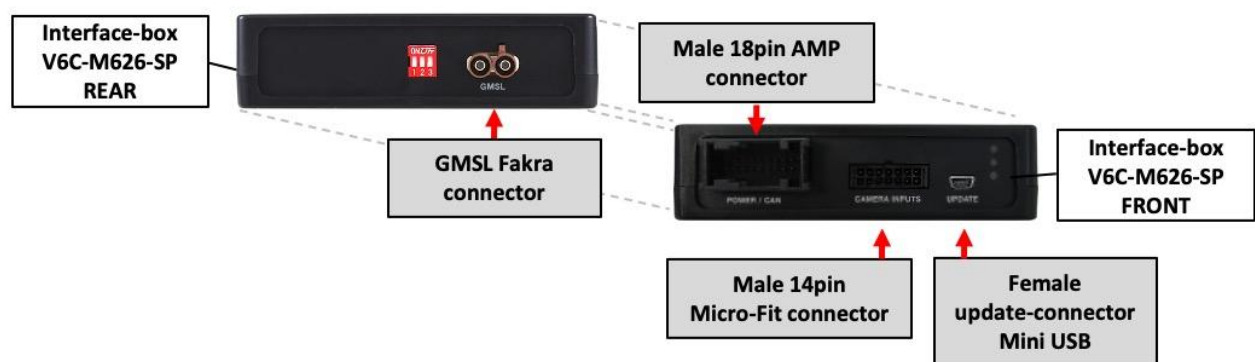 Interface-box
V6C-M626-SP
REAR
ON
1 2 3
GMSL
Male 18pin AMP
connector
GMSL Fakra
connector
POWER / CAN
CAMERA INPUTS
UPDATE
Interface-box
V6C-M626-SP
FRONT
Male 14pin
Micro-Fit connector
Female
update-connector
Mini USB